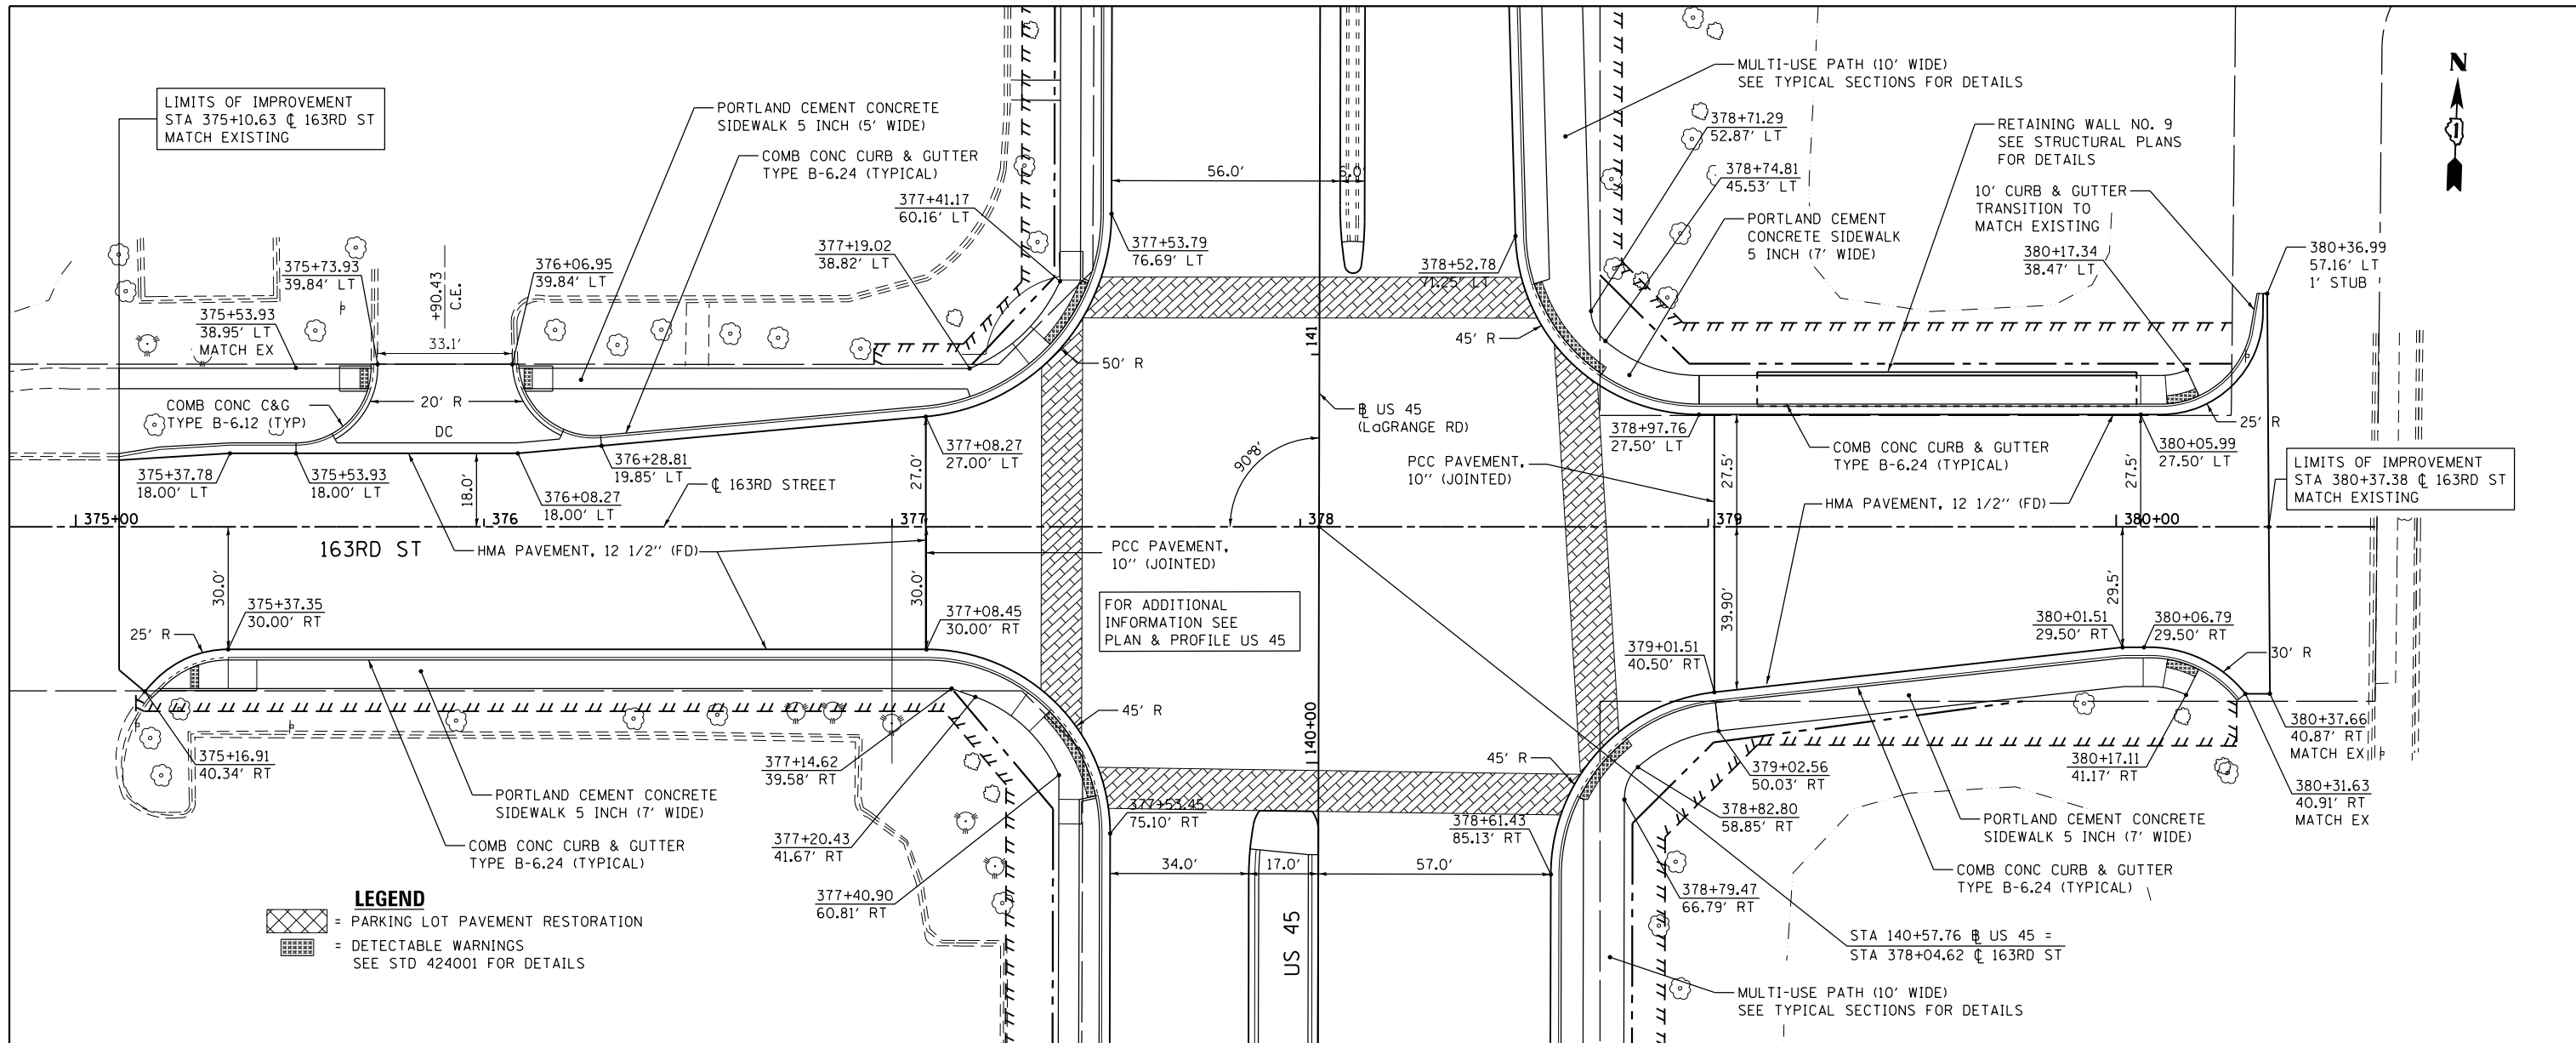 LIMITS OF IMPROVEMENT
STA 375+10.63 ℄ 163RD ST
MATCH EXISTING
PORTLAND CEMENT CONCRETE
SIDEWALK 5 INCH (5' WIDE)
COMB CONC CURB & GUTTER
TYPE B-6.24 (TYPICAL)
377+41.17
60.16' LT
377+19.02
38.82' LT
375+73.93
39.84' LT
+90.43
C.E.
376+06.95
39.84' LT
375+53.93
38.95' LT
MATCH EX
33.1'
COMB CONC C&G
TYPE B-6.12 (TYP)
20' R
DC
375+37.78
18.00' LT
375+53.93
18.00' LT
18.0'
376+08.27
18.00' LT
376+28.81
19.85' LT
℄ 163RD STREET
377+08.27
27.00' LT
27.0'
50' R
56.0'
6.0'
377+53.79
76.69' LT
378+52.78
71.25' LT
141
45' R
MULTI-USE PATH (10' WIDE)
SEE TYPICAL SECTIONS FOR DETAILS
378+71.29
52.87' LT
378+74.81
45.53' LT
PORTLAND CEMENT
CONCRETE SIDEWALK
5 INCH (7' WIDE)
RETAINING WALL NO. 9
SEE STRUCTURAL PLANS
FOR DETAILS
10' CURB & GUTTER
TRANSITION TO
MATCH EXISTING
380+17.34
38.47' LT
380+36.99
57.16' LT
1' STUB
N
1
B US 45
(LaGRANGE RD)
90°8'
378+97.76
27.50' LT
PCC PAVEMENT,
10" (JOINTED)
27.5'
COMB CONC CURB & GUTTER
TYPE B-6.24 (TYPICAL)
HMA PAVEMENT, 12 1/2" (FD)
27.5'
380+05.99
27.50' LT
25' R
LIMITS OF IMPROVEMENT
STA 380+37.38 ℄ 163RD ST
MATCH EXISTING
375+00
376
377
378
379
380+00
163RD ST
HMA PAVEMENT, 12 1/2" (FD)
PCC PAVEMENT,
10" (JOINTED)
30.0'
375+37.35
30.00' RT
25' R
30.0'
377+08.45
30.00' RT
FOR ADDITIONAL
INFORMATION SEE
PLAN & PROFILE US 45
39.90'
379+01.51
40.50' RT
29.5'
380+01.51
29.50' RT
380+06.79
29.50' RT
30' R
375+16.91
40.34' RT
PORTLAND CEMENT CONCRETE
SIDEWALK 5 INCH (7' WIDE)
COMB CONC CURB & GUTTER
TYPE B-6.24 (TYPICAL)
377+14.62
39.58' RT
377+20.43
41.67' RT
377+40.90
60.81' RT
45' R
140+00
377+53.45
75.10' RT
45' R
378+61.43
85.13' RT
34.0'
17.0'
57.0'
US 45
379+02.56
50.03' RT
378+82.80
58.85' RT
378+79.47
66.79' RT
380+17.11
41.17' RT
380+37.66
40.87' RT
MATCH EX
380+31.63
40.91' RT
MATCH EX
PORTLAND CEMENT CONCRETE
SIDEWALK 5 INCH (7' WIDE)
COMB CONC CURB & GUTTER
TYPE B-6.24 (TYPICAL)
STA 140+57.76 B US 45 =
STA 378+04.62 ℄ 163RD ST
MULTI-USE PATH (10' WIDE)
SEE TYPICAL SECTIONS FOR DETAILS
LEGEND
= PARKING LOT PAVEMENT RESTORATION
= DETECTABLE WARNINGS
SEE STD 424001 FOR DETAILS